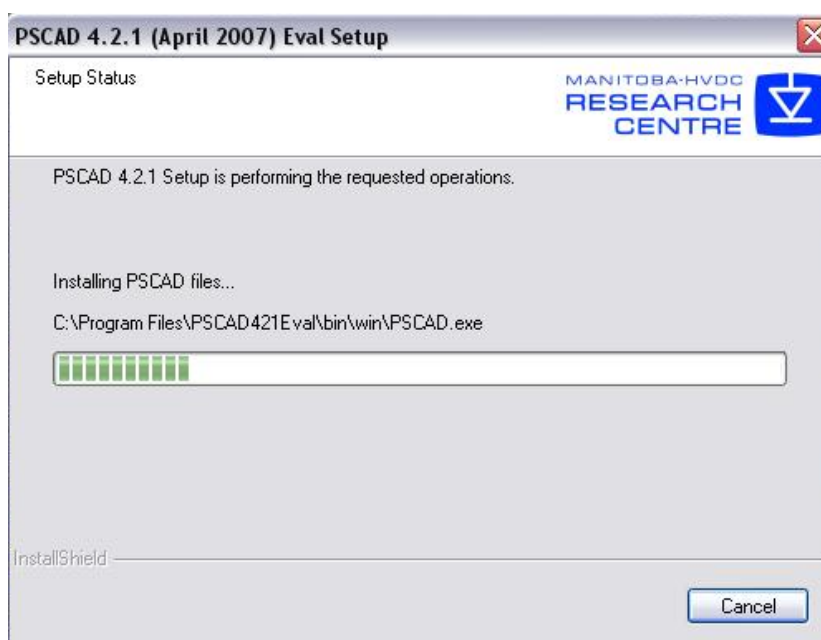 PSCAD 4.2.1 (April 2007) Eval Setup
Setup Status
MANITOBA-HVDC
RESEARCH
CENTRE
PSCAD 4.2.1 Setup is performing the requested operations.
Installing PSCAD files...
C:\Program Files\PSCAD421Eval\bin\win\PSCAD.exe
InstallShield
Cancel